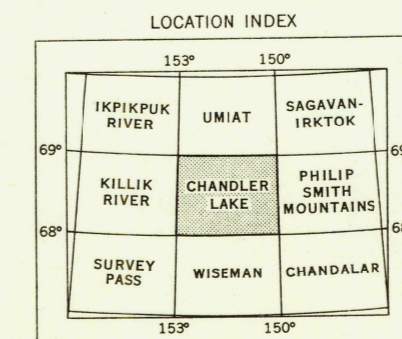 LOCATION INDEX
153° 150°
IKPIKPUK
RIVER
UMIAT
SAGAVAN-
IRKTOK
69° 69
KILLIK
RIVER
CHANDLER
LAKE
PHILIP
SMITH
MOUNTAINS
68° 68
SURVEY
PASS
WISEMAN
CHANDALAR
153° 150°